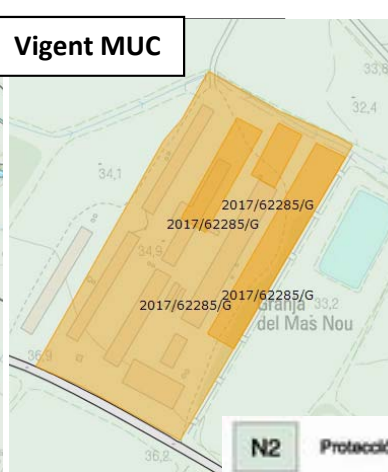 Vigent MUC
33,8
32,4
34,1
2017/62285/G
2017/62285/G
34,9
2017/62285/G
2017/62285/G
33,2
Granja
del Mas Nou
36,9
36,2
N2
Protecció